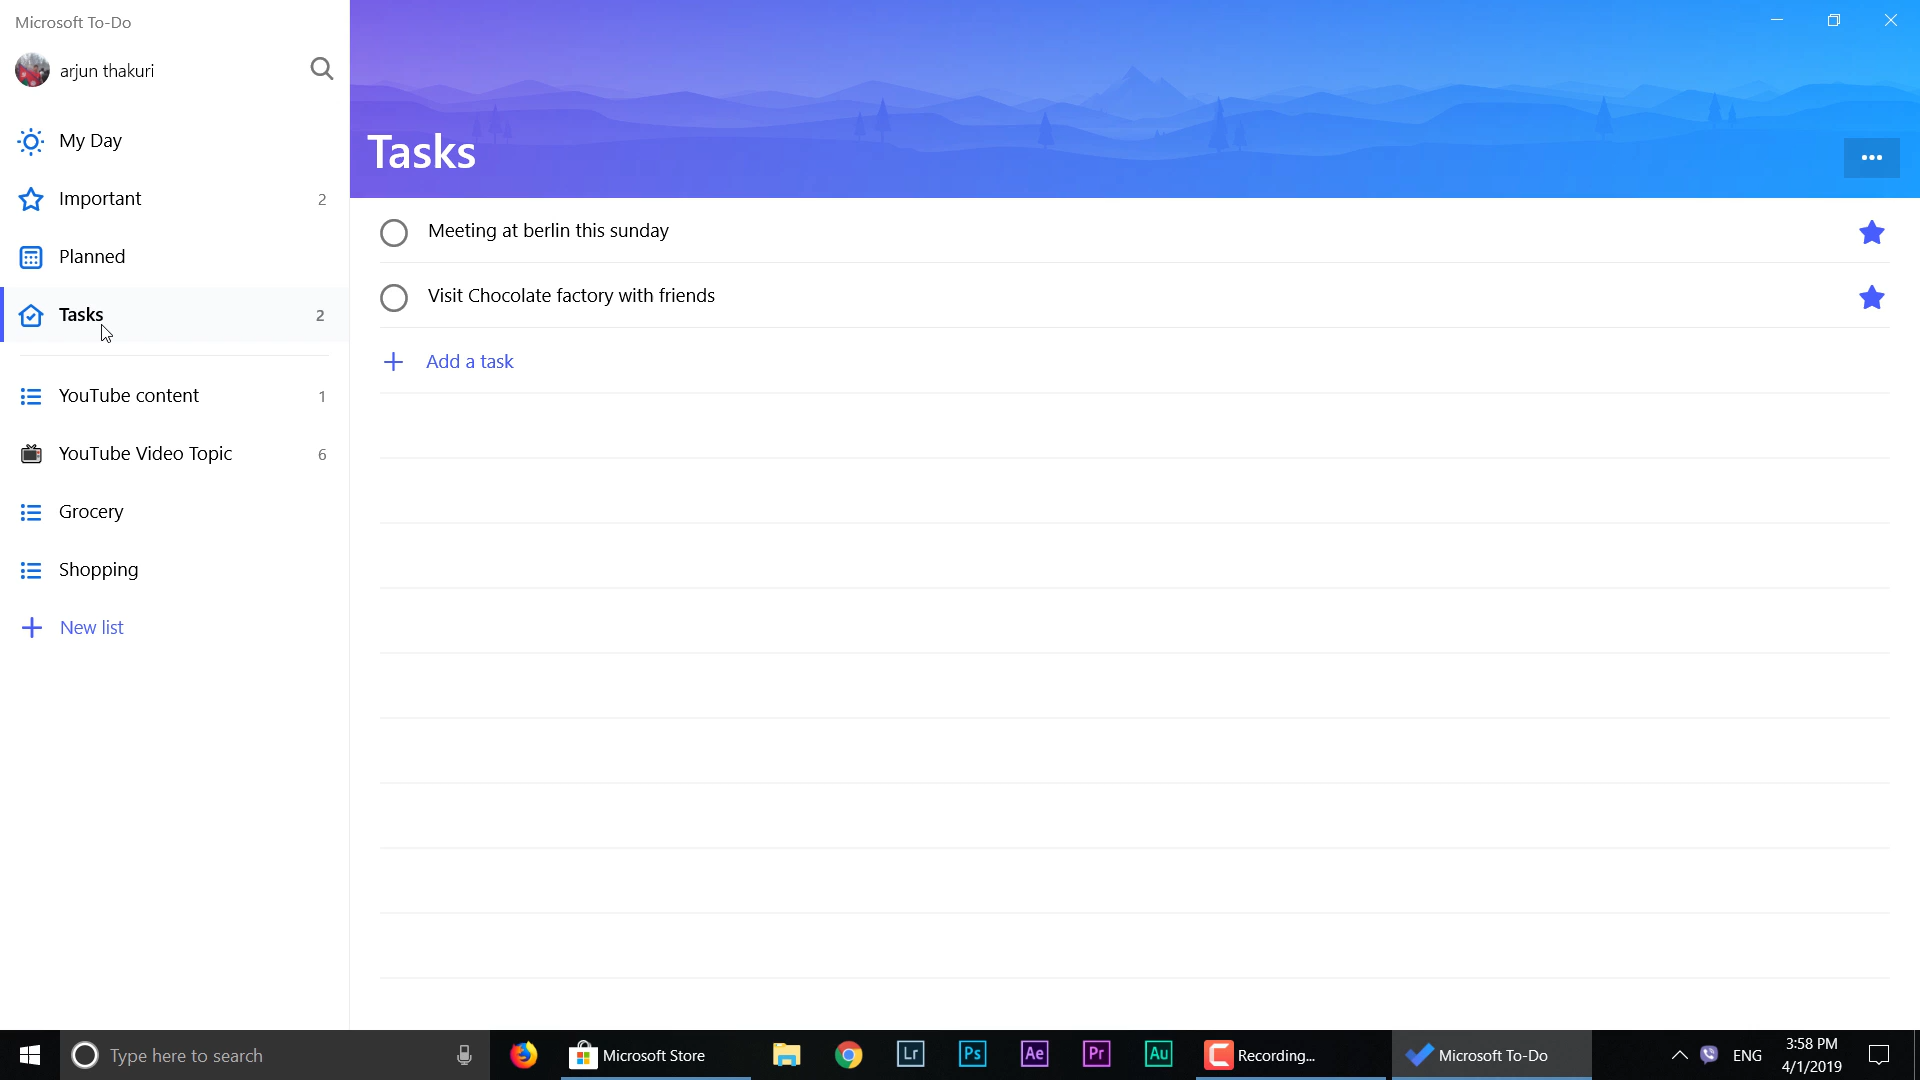 Microsoft To-Do
arjun thakuri
My Day
Important 2
Planned
Tasks 2
YouTube content 1
YouTube Video Topic 6
Grocery
Shopping
New list
Tasks
Meeting at berlin this sunday
Visit Chocolate factory with friends
Add a task
Type here to search
Microsoft Store
Lr
Ps
Ae
Pr
Au
Recording...
Microsoft To-Do
ENG
3:58 PM
4/1/2019